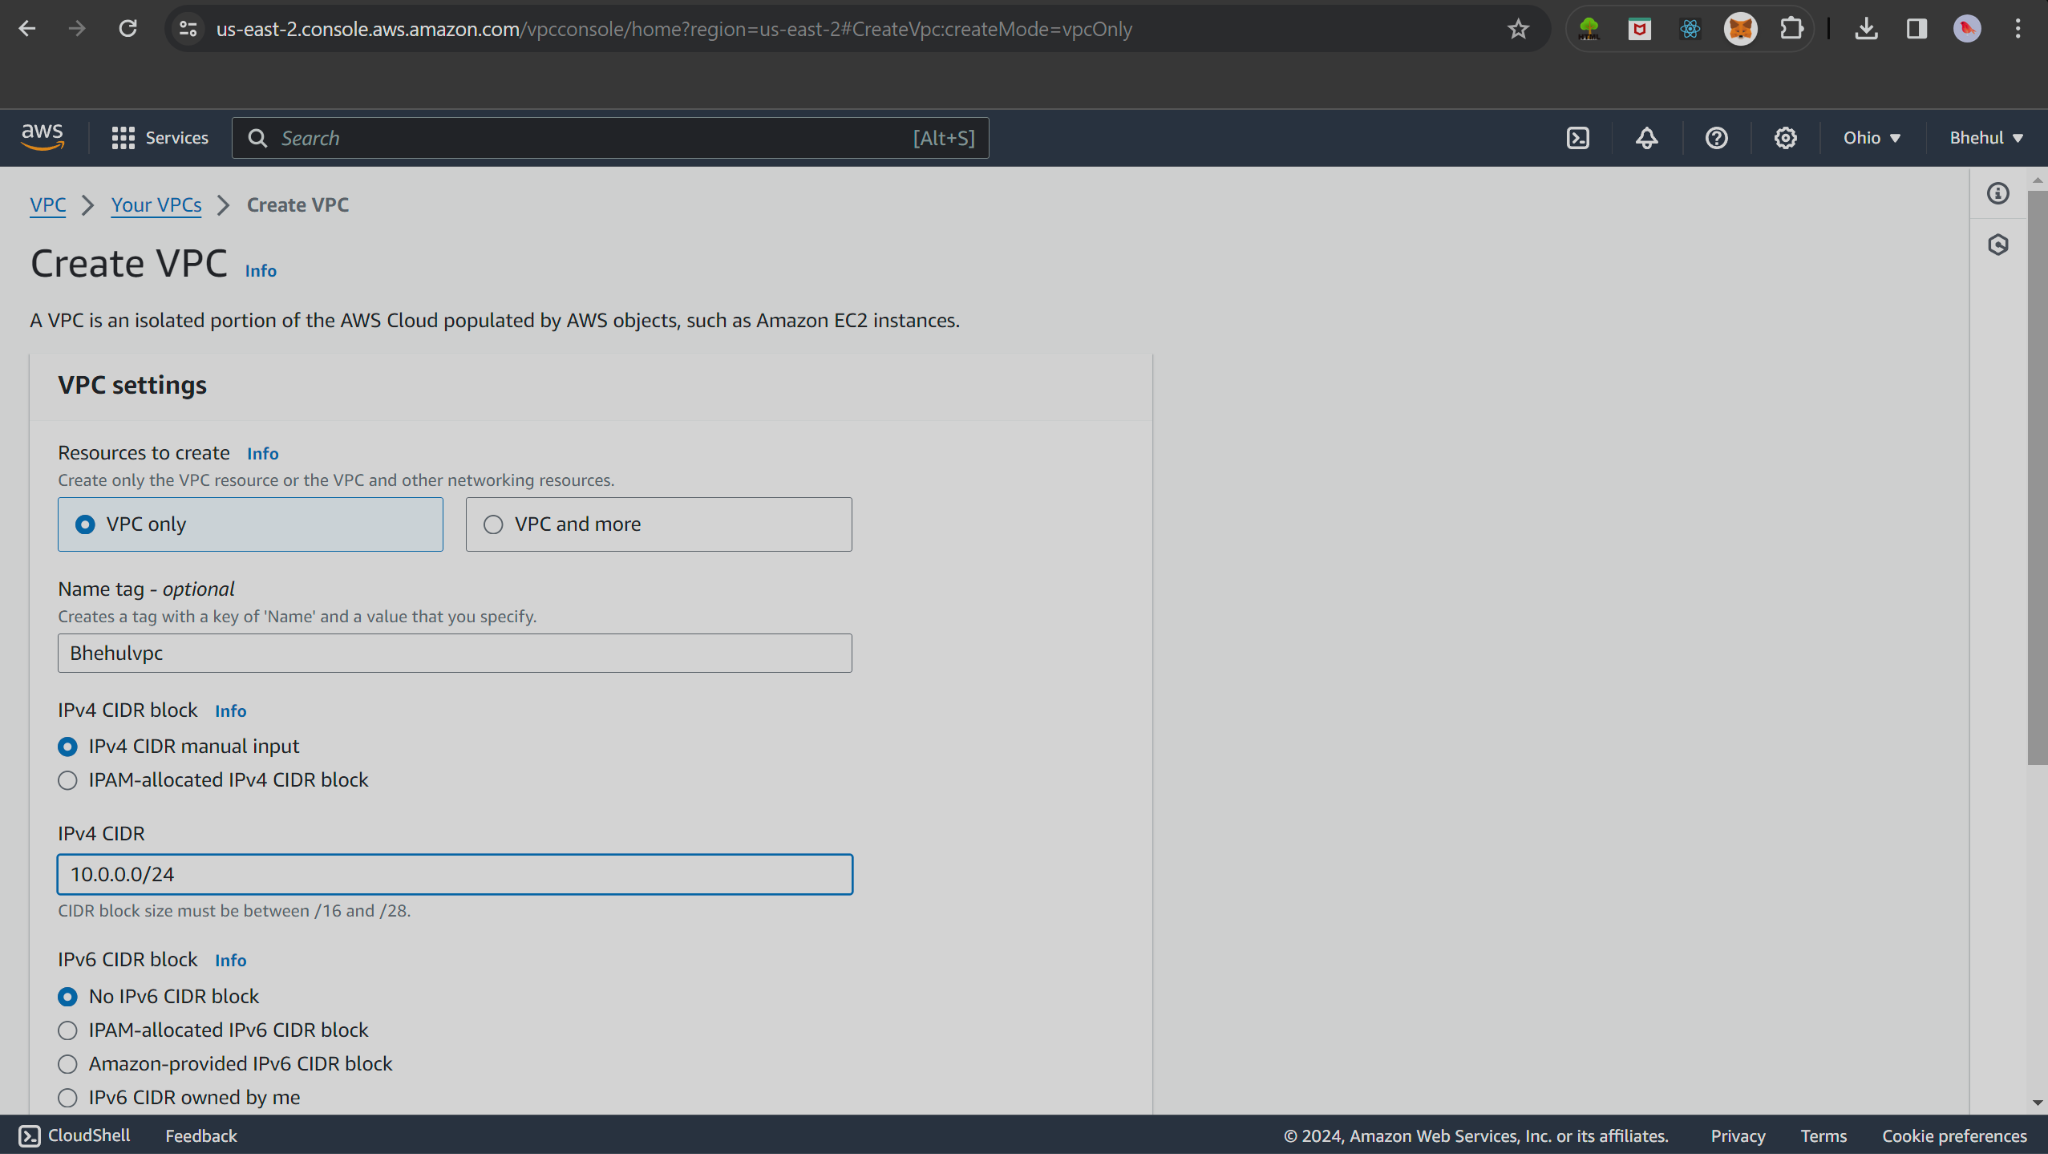 us-east-2.console.aws.amazon.com/vpcconsole/home?region=us-east-2#CreateVpc:createMode=vpcOnly
aws Services Search [Alt+S] Ohio Bhehul
VPC Your VPCs Create VPC
Create VPC Info
A VPC is an isolated portion of the AWS Cloud populated by AWS objects, such as Amazon EC2 instances.
VPC settings
Resources to create Info
Create only the VPC resource or the VPC and other networking resources.
VPC only VPC and more
Name tag - optional
Creates a tag with a key of 'Name' and a value that you specify.
Bhehulvpc
IPv4 CIDR block Info
IPv4 CIDR manual input
IPAM-allocated IPv4 CIDR block
IPv4 CIDR
10.0.0.0/24
CIDR block size must be between /16 and /28.
IPv6 CIDR block Info
No IPv6 CIDR block
IPAM-allocated IPv6 CIDR block
Amazon-provided IPv6 CIDR block
IPv6 CIDR owned by me
CloudShell Feedback © 2024, Amazon Web Services, Inc. or its affiliates. Privacy Terms Cookie preferences